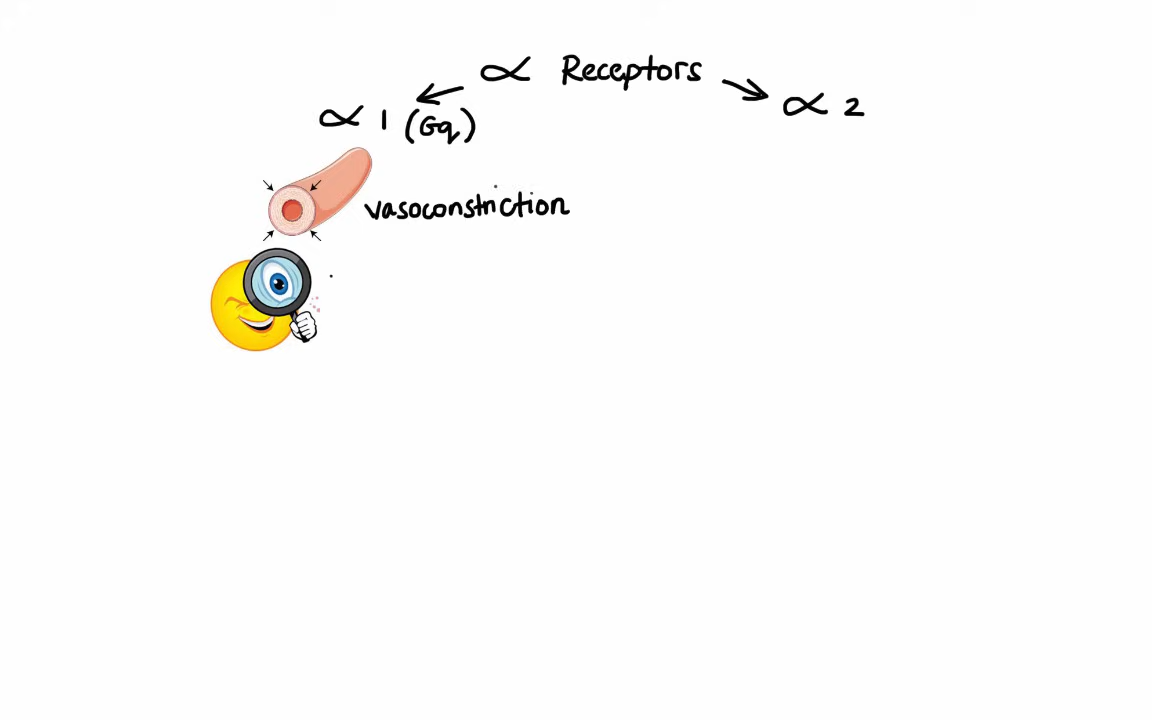 ∝ Receptors
∝ 1 (Gq)
∝ 2
vasoconstriction